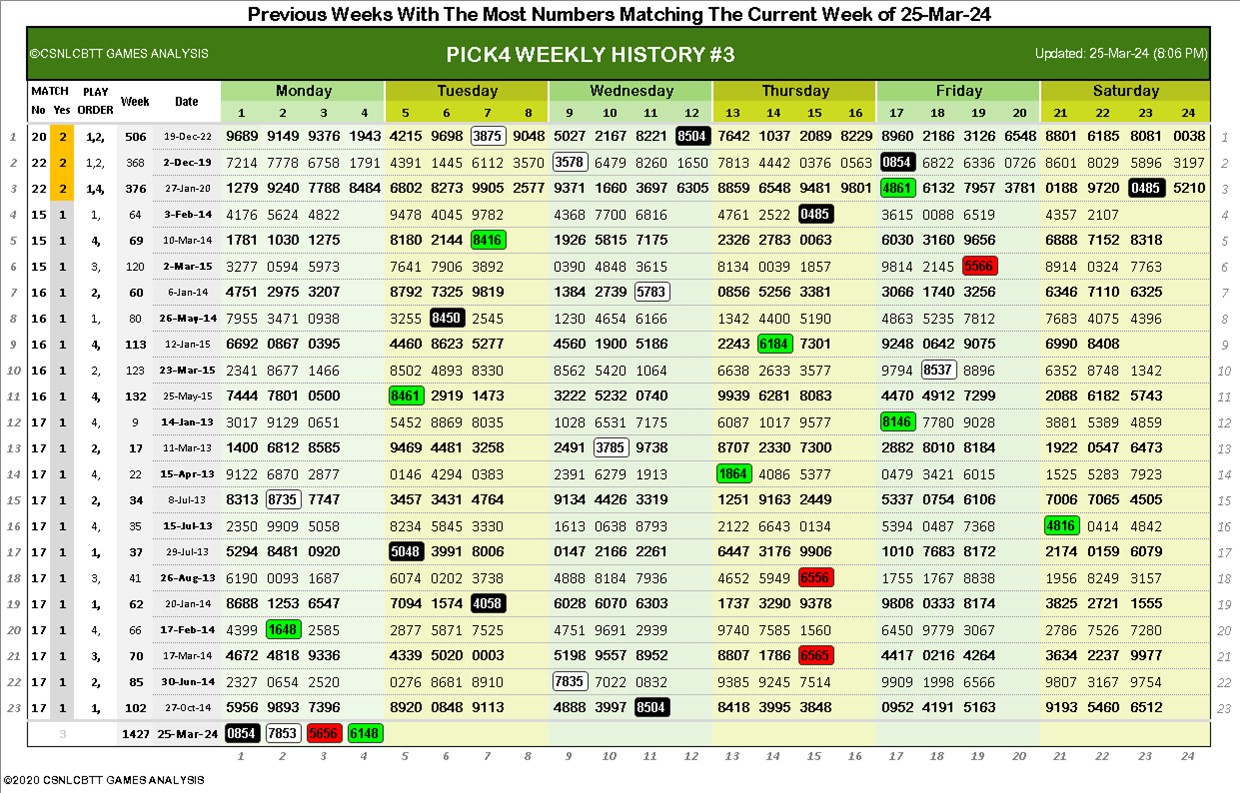 Previous Weeks With The Most Numbers Matching The Current Week of 25-Mar-24
©CSNLCBTT GAMES ANALYSIS PICK4 WEEKLY HISTORY #3 Updated: 25-Mar-24 (8:06 PM)
MATCH PLAY Week Date Monday Tuesday Wednesday Thursday Friday Saturday
No Yes ORDER 1 2 3 4 5 6 7 8 9 10 11 12 13 14 15 16 17 18 19 20 21 22 23 24
1 20 2 1,2, 506 19-Dec-22 9689 9149 9376 1943 4215 9698 3875 9048 5027 2167 8221 8504 7642 1037 2089 8229 8960 2186 3126 6548 8801 6185 8081 0038 1
2 22 2 1,2, 368 2-Dec-19 7214 7778 6758 1791 4391 1445 6112 3570 3578 6479 8260 1650 7813 4442 0376 0563 0854 6822 6336 0726 8601 8029 5896 3197 2
3 22 2 1,4, 376 27-Jan-20 1279 9240 7788 8484 6802 8273 9905 2577 9371 1660 3697 6305 8859 6548 9481 9801 4861 6132 7957 3781 0188 9720 0485 5210 3
4 15 1 1, 64 3-Feb-14 4176 5624 4822 9478 4045 9782 4368 7700 6816 4761 2522 0485 3615 0088 6519 4357 2107 4
5 15 1 4, 69 10-Mar-14 1781 1030 1275 8180 2144 8416 1926 5815 7175 2326 2783 0063 6030 3160 9656 6888 7152 8318 5
6 15 1 3, 120 2-Mar-15 3277 0594 5973 7641 7906 3892 0390 4848 3615 8134 0039 1857 9814 2145 5566 8914 0324 7763 6
7 16 1 2, 60 6-Jan-14 4751 2975 3207 8792 7325 9819 1384 2739 5783 0856 5256 3381 3066 1740 3256 6346 7110 6325 7
8 16 1 1, 80 26-May-14 7955 3471 0938 3255 8450 2545 1230 4654 6166 1342 4400 5190 4863 5235 7812 7683 4075 4396 8
9 16 1 4, 113 12-Jan-15 6692 0867 0395 4460 8623 5277 4560 1900 5186 2243 6184 7301 9248 0642 9075 6990 8408 9
10 16 1 2, 123 23-Mar-15 2341 8677 1466 8502 4893 8330 8562 5420 1064 6638 2633 3577 9794 8537 8896 6352 8748 1342 10
11 16 1 4, 132 25-May-15 7444 7801 0500 8461 2919 1473 3222 5232 0740 9939 6281 8083 4470 4912 7299 2088 6182 5743 11
12 17 1 4, 9 14-Jan-13 3017 9129 0651 5452 8869 8035 1028 6531 7175 6087 1017 9577 8146 7780 9028 3881 5389 4859 12
13 17 1 2, 17 11-Mar-13 1400 6812 8585 9469 4481 3258 2491 3785 9738 8707 2330 7300 2882 8010 8184 1922 0547 6473 13
14 17 1 4, 22 15-Apr-13 9122 6870 2877 0146 4294 0383 2391 6279 1913 1864 4086 5377 0479 3421 6015 1525 5283 7923 14
15 17 1 2, 34 8-Jul-13 8313 8735 7747 3457 3431 4764 9134 4426 3319 1251 9163 2449 5337 0754 6106 7006 7065 4505 15
16 17 1 4, 35 15-Jul-13 2350 9909 5058 8234 5845 3330 1613 0638 8793 2122 6643 0134 5394 0487 7368 4816 0414 4842 16
17 17 1 1, 37 29-Jul-13 5294 8481 0920 5048 3991 8006 0147 2166 2261 6447 3176 9906 1010 7683 8172 2174 0159 6079 17
18 17 1 3, 41 26-Aug-13 6190 0093 1687 6074 0202 3738 4888 8184 7936 4652 5949 6556 1755 1767 8838 1956 8249 3157 18
19 17 1 1, 62 20-Jan-14 8688 1253 6547 7094 1574 4058 6028 6070 6303 1737 3290 9378 9808 0333 8174 3825 2721 1555 19
20 17 1 4, 66 17-Feb-14 4399 1648 2585 2877 5871 7525 4751 9691 2939 9740 7585 1560 6450 9779 3067 2786 7526 7280 20
21 17 1 3, 70 17-Mar-14 4672 4818 9336 4339 5020 0003 5198 9557 8952 8807 1786 6565 4417 0216 4264 3634 2237 9977 21
22 17 1 2, 85 30-Jun-14 2327 0654 2520 0276 8681 8910 7835 7022 0832 9385 9245 7514 9909 1998 6566 9807 3167 9754 22
23 17 1 1, 102 27-Oct-14 5956 9893 7396 8920 0848 9113 4888 3997 8504 8418 3995 3848 0952 4191 5163 9193 5460 6512 23
3 1427 25-Mar-24 0854 7853 5656 6148
1 2 3 4 5 6 7 8 9 10 11 12 13 14 15 16 17 18 19 20 21 22 23 24
©2020 CSNLCBTT GAMES ANALYSIS